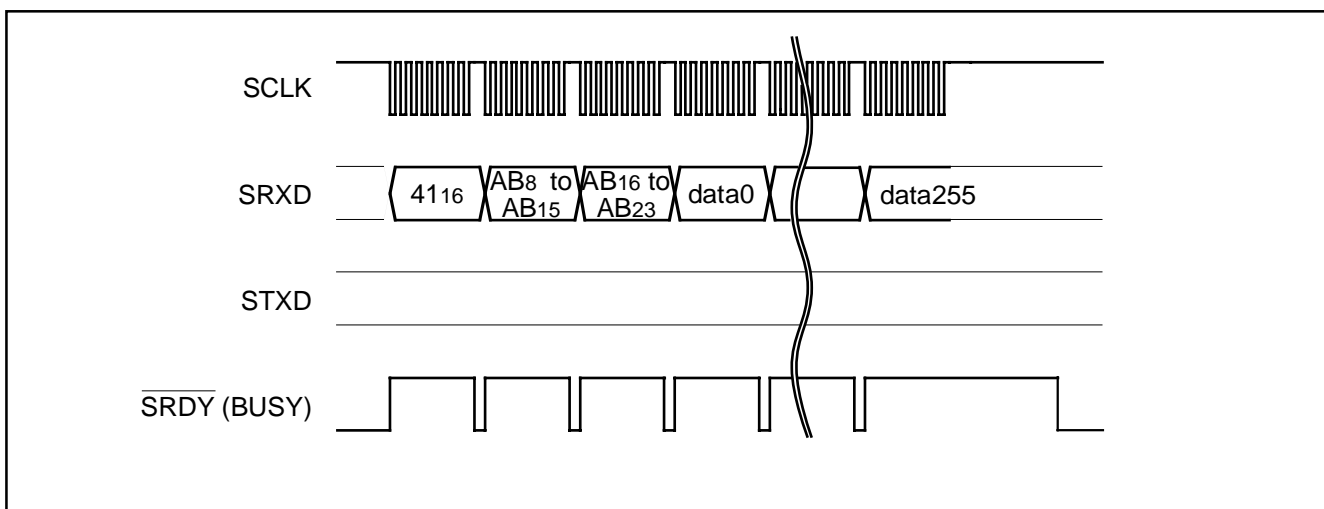 SCLK
SRXD
4116
AB8 to
AB15
AB16 to
AB23
data0
data255
STXD
SRDY (BUSY)